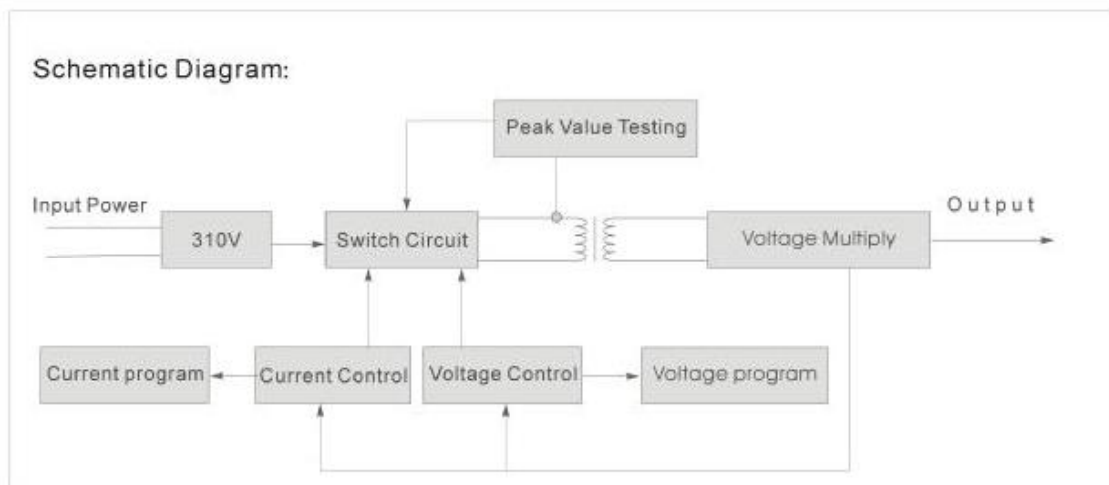 Schematic Diagram:
Peak Value Testing
Input Power
Output
310V
Switch Circuit
Voltage Multiply
Current program
Current Control
Voltage Control
Voltage program